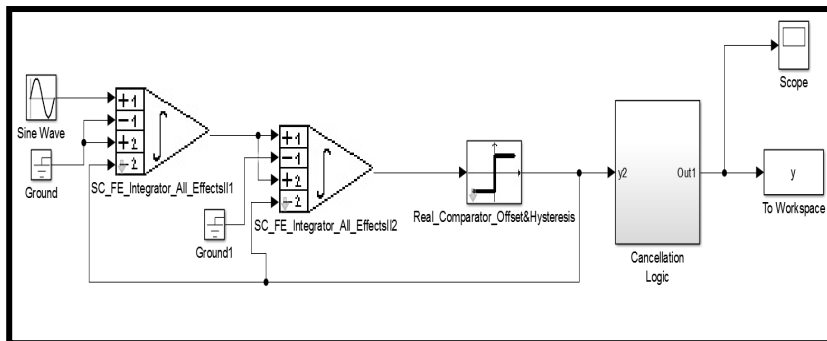 Scope
Sine Wave
+1
-1
+2
-2
Ground
SC_FE_Integrator_All_EffectsII1
+1
-1
+2
-2
Ground1
SC_FE_Integrator_All_EffectsII2
Real_Comparator_Offset&Hysteresis
y2
Out1
Cancellation
Logic
y
To Workspace